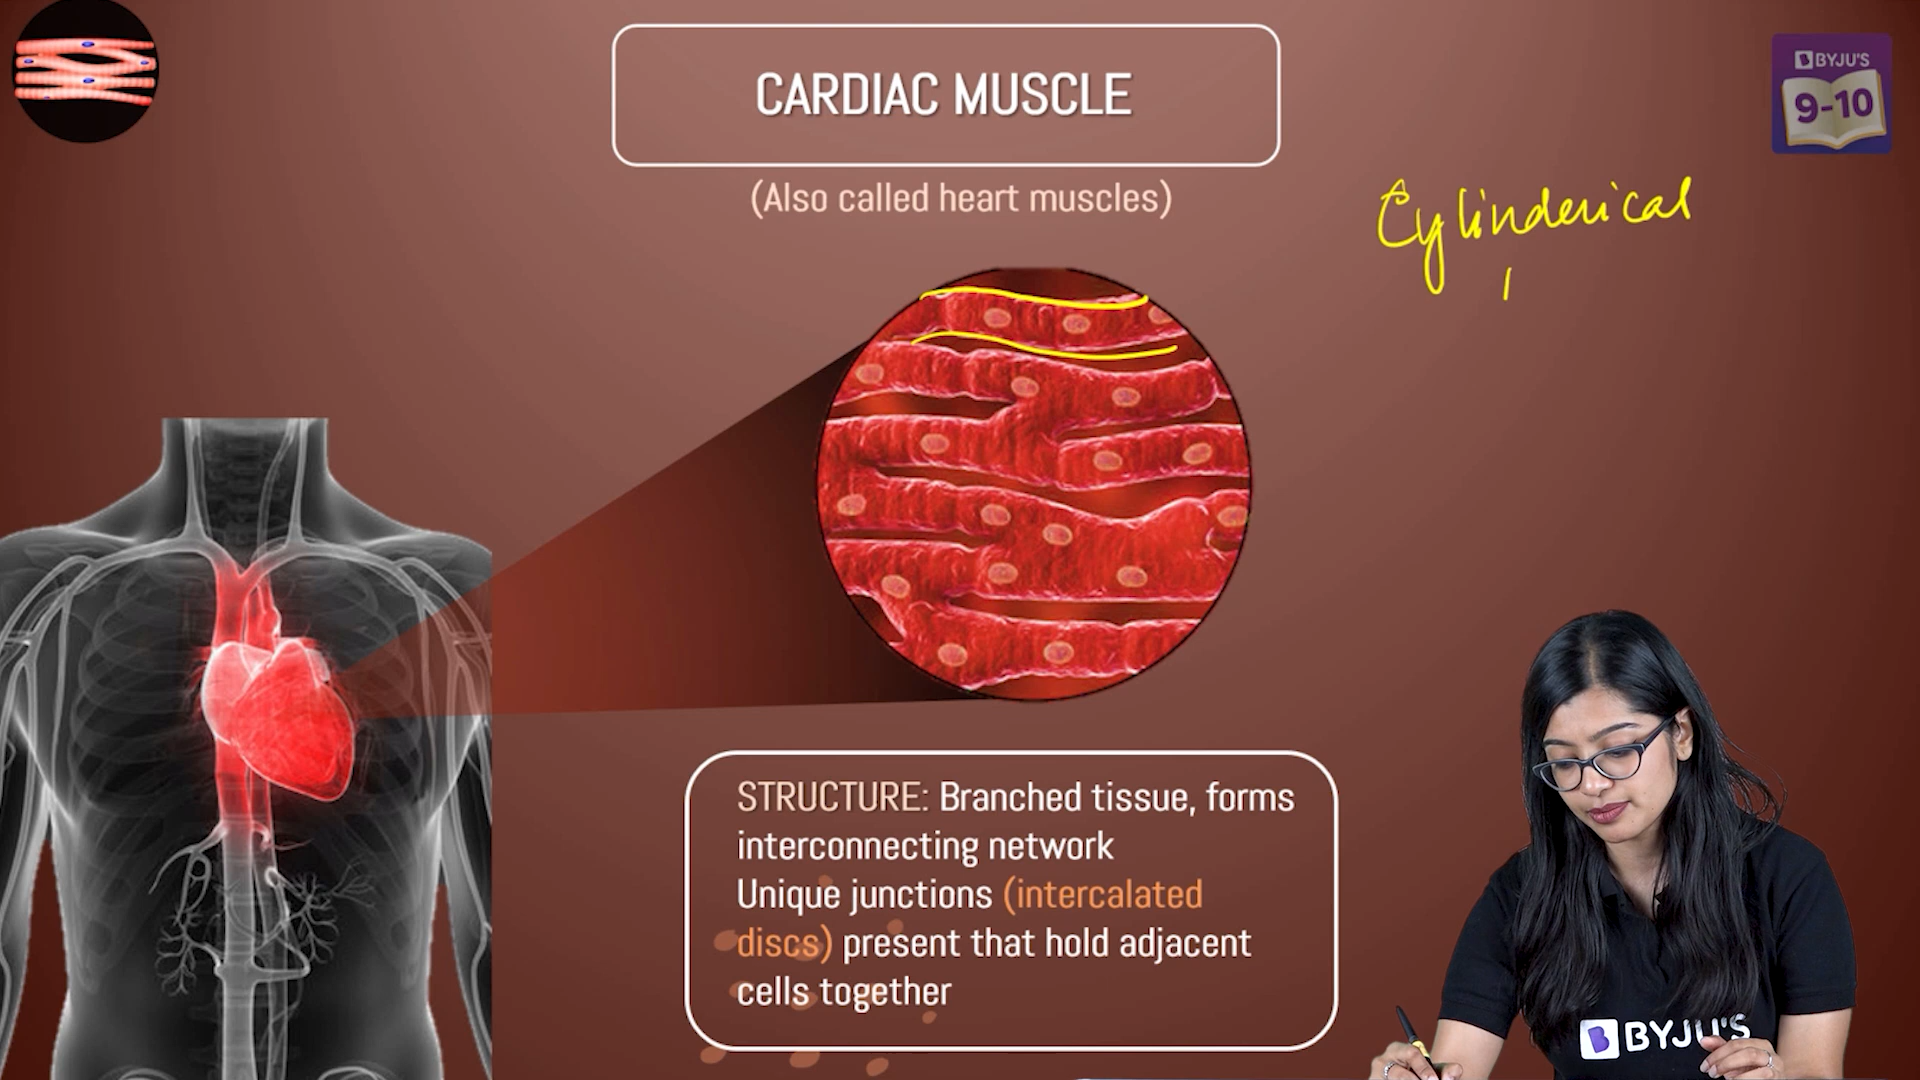 CARDIAC MUSCLE
(Also called heart muscles)
BYJU'S
9-10
Cylinderical
STRUCTURE: Branched tissue, forms
interconnecting network
Unique junctions (intercalated
discs) present that hold adjacent
cells together
BYJU'S